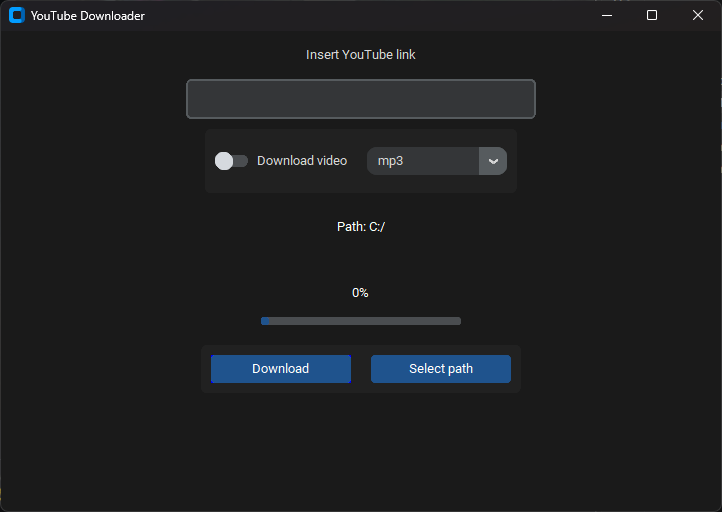 YouTube Downloader
Insert YouTube link
Download video mp3
Path: C:/
0%
Download Select path